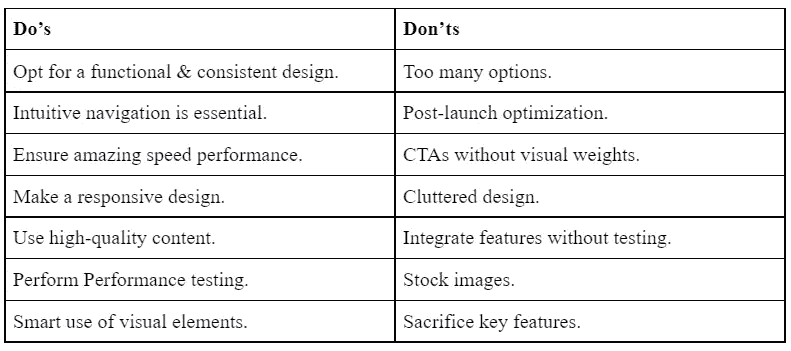 Do’s
Don’ts
Opt for a functional & consistent design.
Too many options.
Intuitive navigation is essential.
Post-launch optimization.
Ensure amazing speed performance.
CTAs without visual weights.
Make a responsive design.
Cluttered design.
Use high-quality content.
Integrate features without testing.
Perform Performance testing.
Stock images.
Smart use of visual elements.
Sacrifice key features.